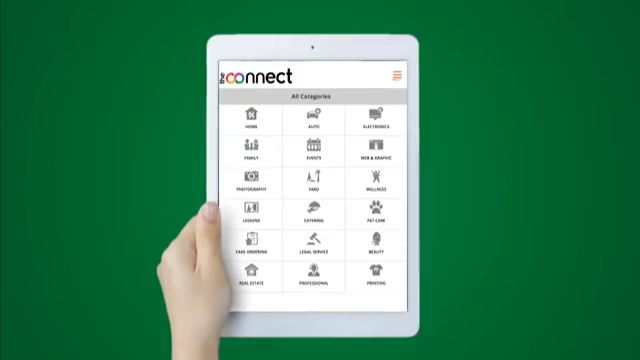 the connect
All Categories
HOME AUTO ELECTRONICS
FAMILY EVENTS WEB & GRAPHIC
PHOTOGRAPHY YARD WELLNESS
LESSONS CATERING PET CARE
CAKE ORDERING LEGAL SERVICE BEAUTY
REAL ESTATE PROFESSIONAL PRINTING